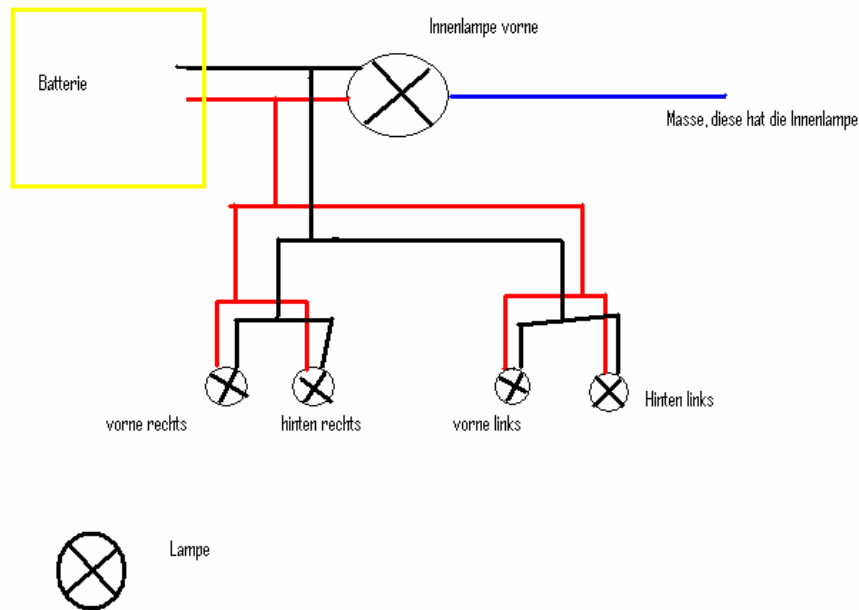 Innenlampe vorne
Batterie
Masse, diese hat die Innenlampe
vorne rechts
hinten rechts
vorne links
Hinten links
Lampe